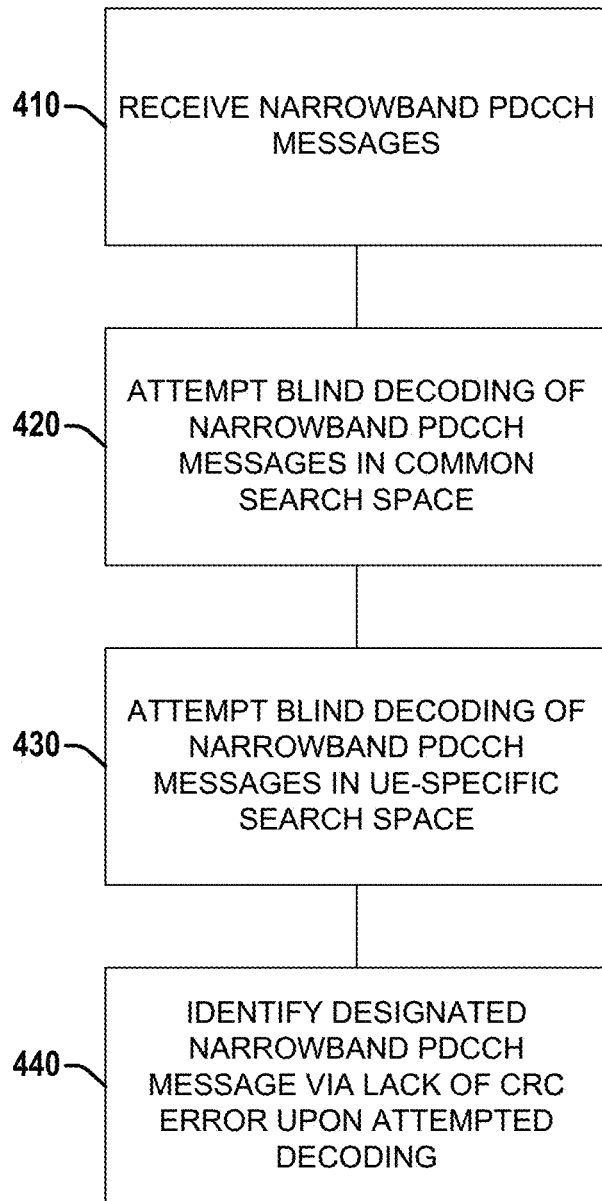 410
RECEIVE NARROWBAND PDCCH
MESSAGES
420
ATTEMPT BLIND DECODING OF
NARROWBAND PDCCH
MESSAGES IN COMMON
SEARCH SPACE
430
ATTEMPT BLIND DECODING OF
NARROWBAND PDCCH
MESSAGES IN UE-SPECIFIC
SEARCH SPACE
440
IDENTIFY DESIGNATED
NARROWBAND PDCCH
MESSAGE VIA LACK OF CRC
ERROR UPON ATTEMPTED
DECODING